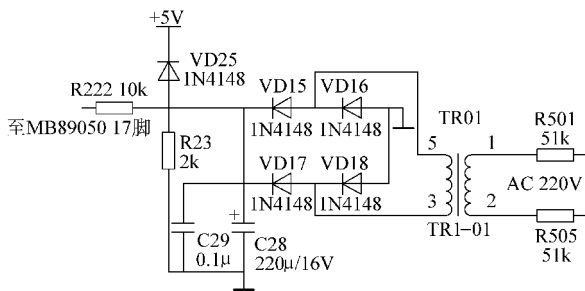 +5V
VD25
1N4148
R222 10k
至MB89050 17脚
R23
2k
VD15
1N4148
VD16
1N4148
VD17
1N4148
VD18
1N4148
C29
0.1μ
+
C28
220μ/16V
TR01
5
3
1
2
TR1-01
R501
51k
AC 220V
R505
51k